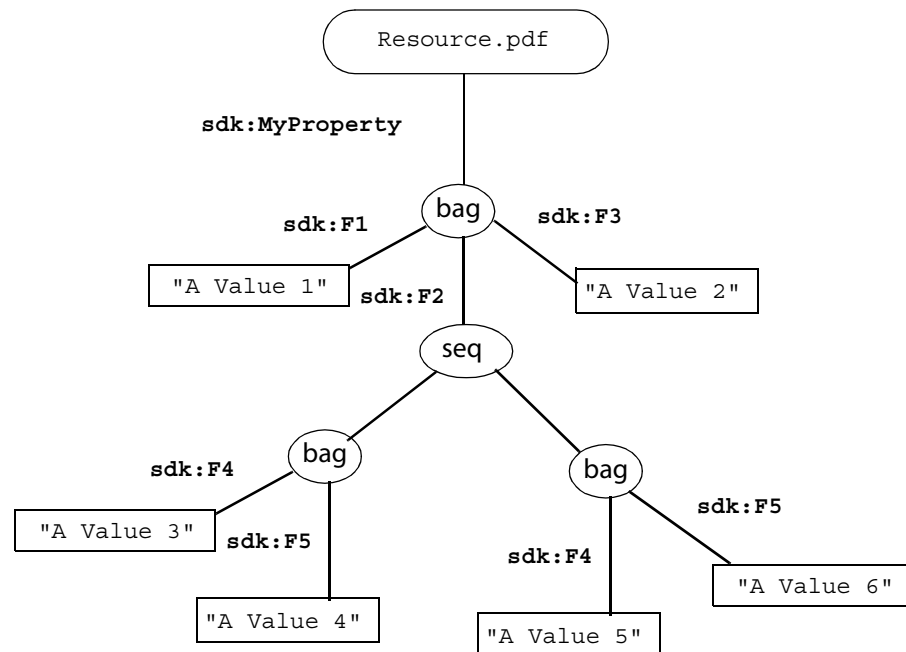 Resource.pdf
sdk:MyProperty
bag
sdk:F1
sdk:F3
"A Value 1"
sdk:F2
"A Value 2"
seq
bag
bag
sdk:F4
sdk:F5
"A Value 3"
sdk:F5
sdk:F4
"A Value 6"
"A Value 4"
"A Value 5"